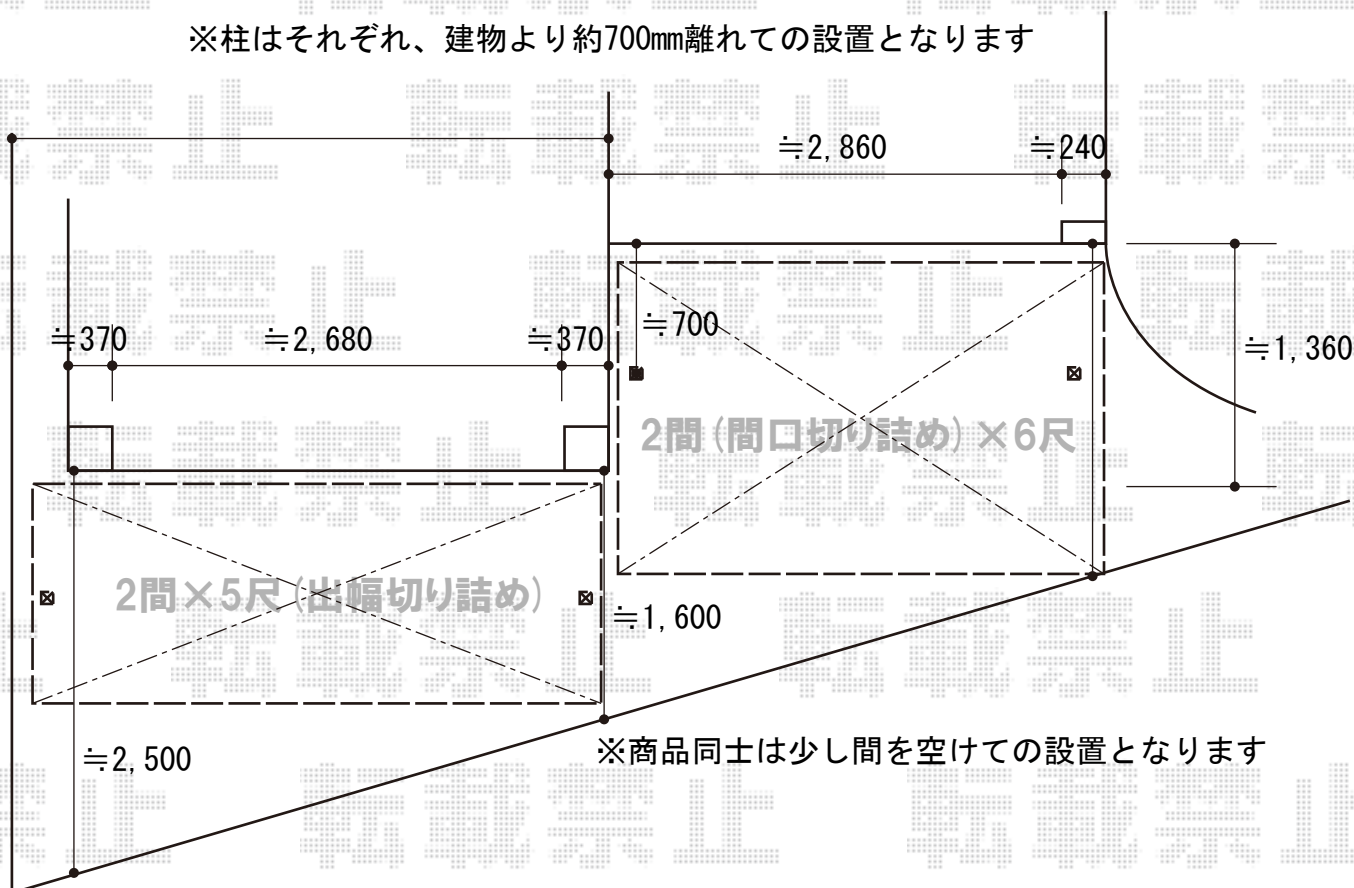 ※柱はそれぞれ、建物より約700mm離れての設置となります
≒2,860
≒240
≒370
≒2,680
≒370
≒700
≒1,360
2間(間口切り詰め)×6尺
2間×5尺(出幅切り詰め)
≒1,600
※商品同士は少し間を空けての設置となります
≒2,500
転載禁止